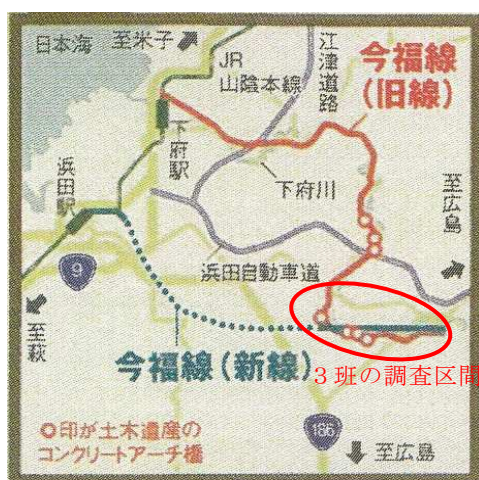 日本海
至米子
JR
山陰本線
江津道路
今福線
(旧線)
下府駅
浜田駅
下府川
至広島
9
浜田自動車道
至萩
今福線(新線)
3班の調査区間
186
至広島
○印が土木遺産の
コンクリートアーチ橋